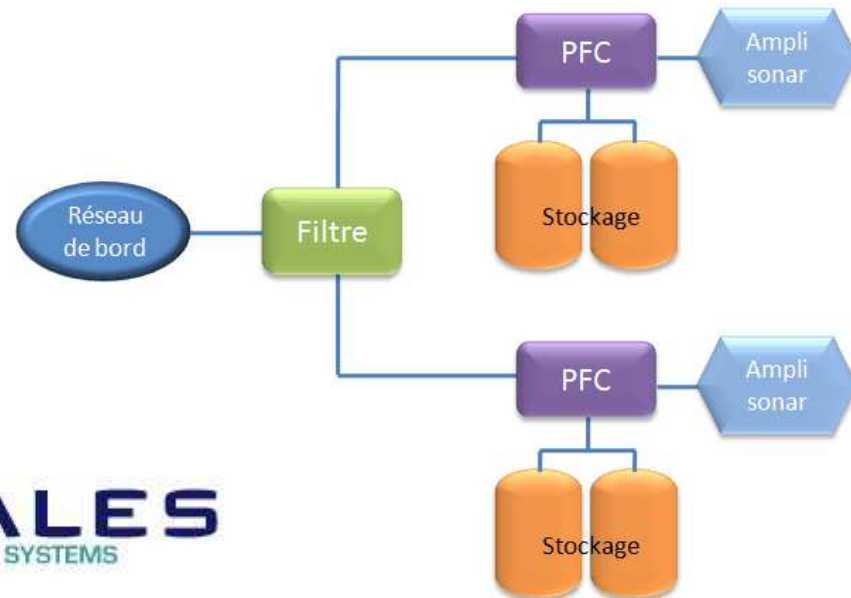 PFC
Ampli
sonar
Stockage
Réseau
de bord
Filtre
PFC
Ampli
sonar
Stockage
ALES
SYSTEMS